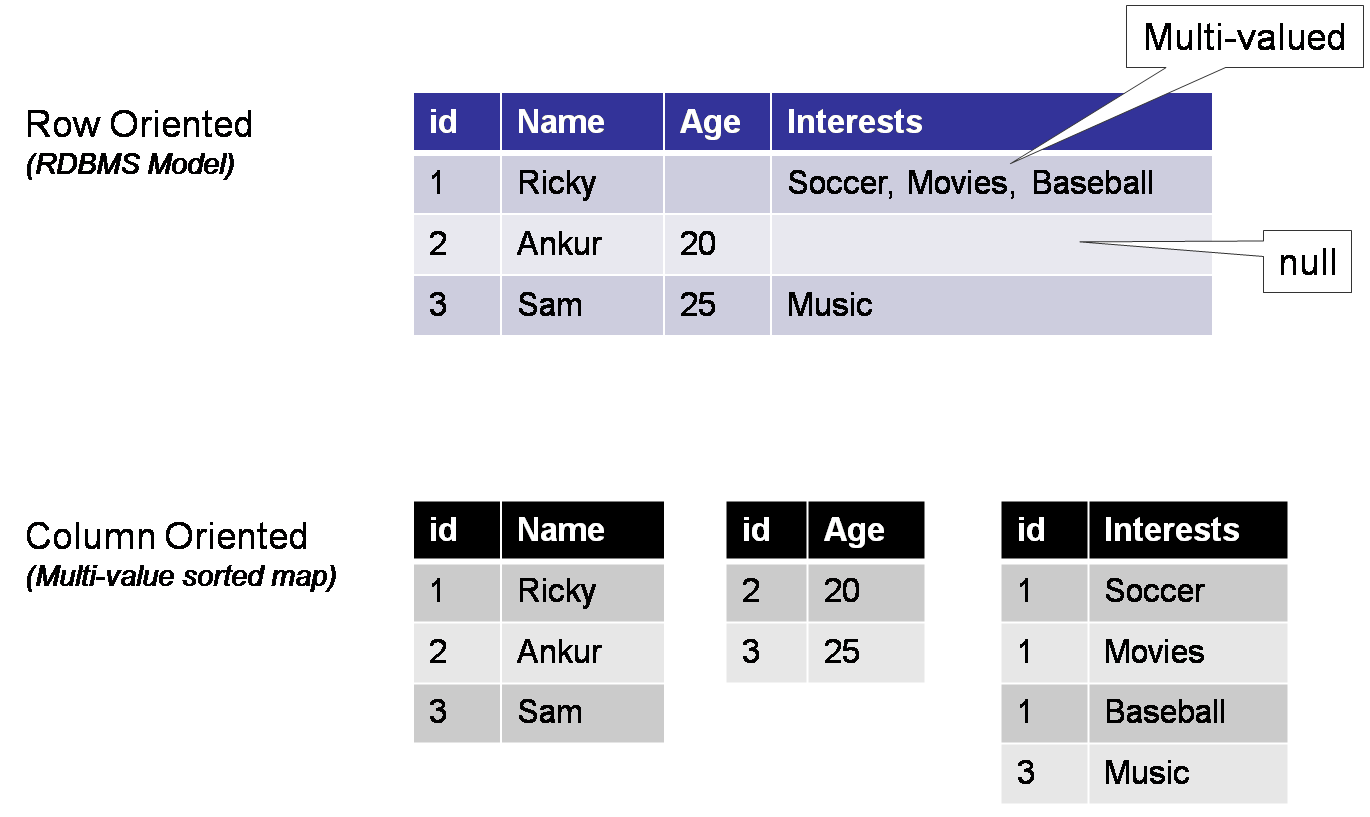 Multi-valued
Row Oriented
(RDBMS Model)
id Name Age Interests
1 Ricky Soccer, Movies, Baseball
2 Ankur 20
null
3 Sam 25 Music
Column Oriented
(Multi-value sorted map)
id Name
1 Ricky
2 Ankur
3 Sam
id Age
2 20
3 25
id Interests
1 Soccer
1 Movies
1 Baseball
3 Music